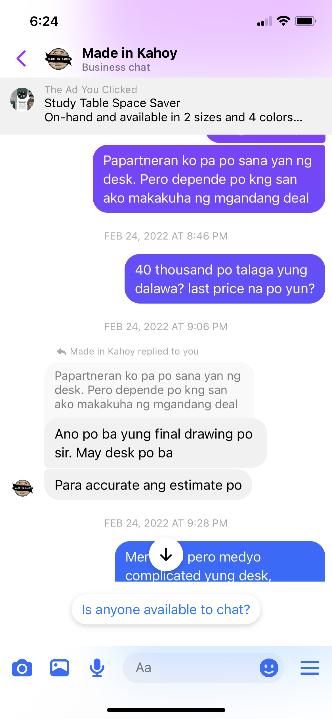 6:24
Made in Kahoy
Business chat
The Ad You Clicked
Study Table Space Saver
On-hand and available in 2 sizes and 4 colors...
Papartneran ko pa po sana yan ng
desk. Pero depende po kng san
ako makakuha ng mgandang deal
FEB 24, 2022 AT 8:46 PM
40 thousand po talaga yung
dalawa? last price na po yun?
FEB 24, 2022 AT 9:06 PM
Made in Kahoy replied to you
Papartneran ko pa po sana yan ng
desk. Pero depende po kng san
ako makakuha ng mgandang deal
Ano po ba yung final drawing po
sir. May desk po ba
Para accurate ang estimate po
FEB 24, 2022 AT 9:28 PM
pero medyo
complicated yung desk,
Is anyone available to chat?
Aa